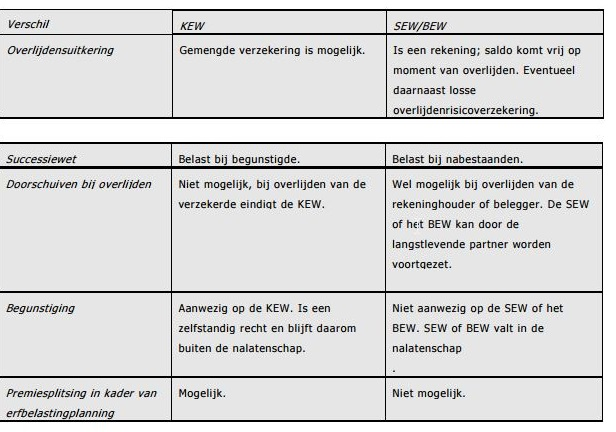 Verschil KEW SEW/BEW
Overlijdensuitkering Gemengde verzekering is mogelijk. Is een rekening; saldo komt vrij op
moment van overlijden. Eventueel
daarnaast losse
overlijdenrisicoverzekering.
Successiewet Belast bij begunstigde. Belast bij nabestaanden.
Doorschuiven bij overlijden Niet mogelijk, bij overlijden van de Wel mogelijk bij overlijden van de
verzekerde eindigt de KEW. rekeninghouder of belegger. De SEW
of het BEW kan door de
langstlevende partner worden
voortgezet.
Begunstiging Aanwezig op de KEW. Is een Niet aanwezig op de SEW of het
zelfstandig recht en blijft daarom BEW. SEW of BEW valt in de
buiten de nalatenschap. nalatenschap
.
Premiesplitsing in kader van Mogelijk. Niet mogelijk.
erfbelastingplanning